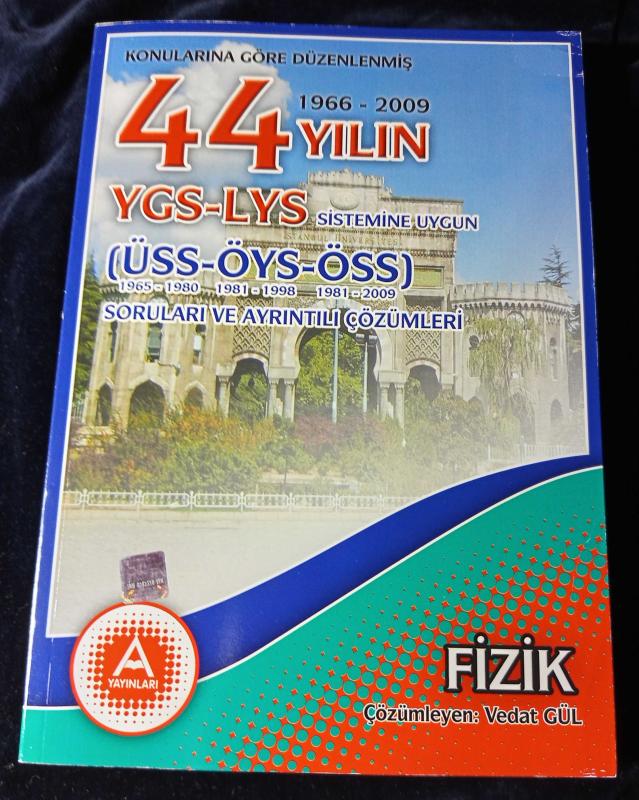 KONULARINA GÖRE DÜZENLENMİŞ
1966 - 2009
44 YILIN
YGS-LYS SİSTEMİNE UYGUN
(ÜSS-ÖYS-ÖSS)
1965 - 1980 1981 - 1998 1981 - 2009
SORULARI VE AYRINTILI ÇÖZÜMLERİ
A
YAYINLARI
FİZİK
Çözümleyen: Vedat GÜL